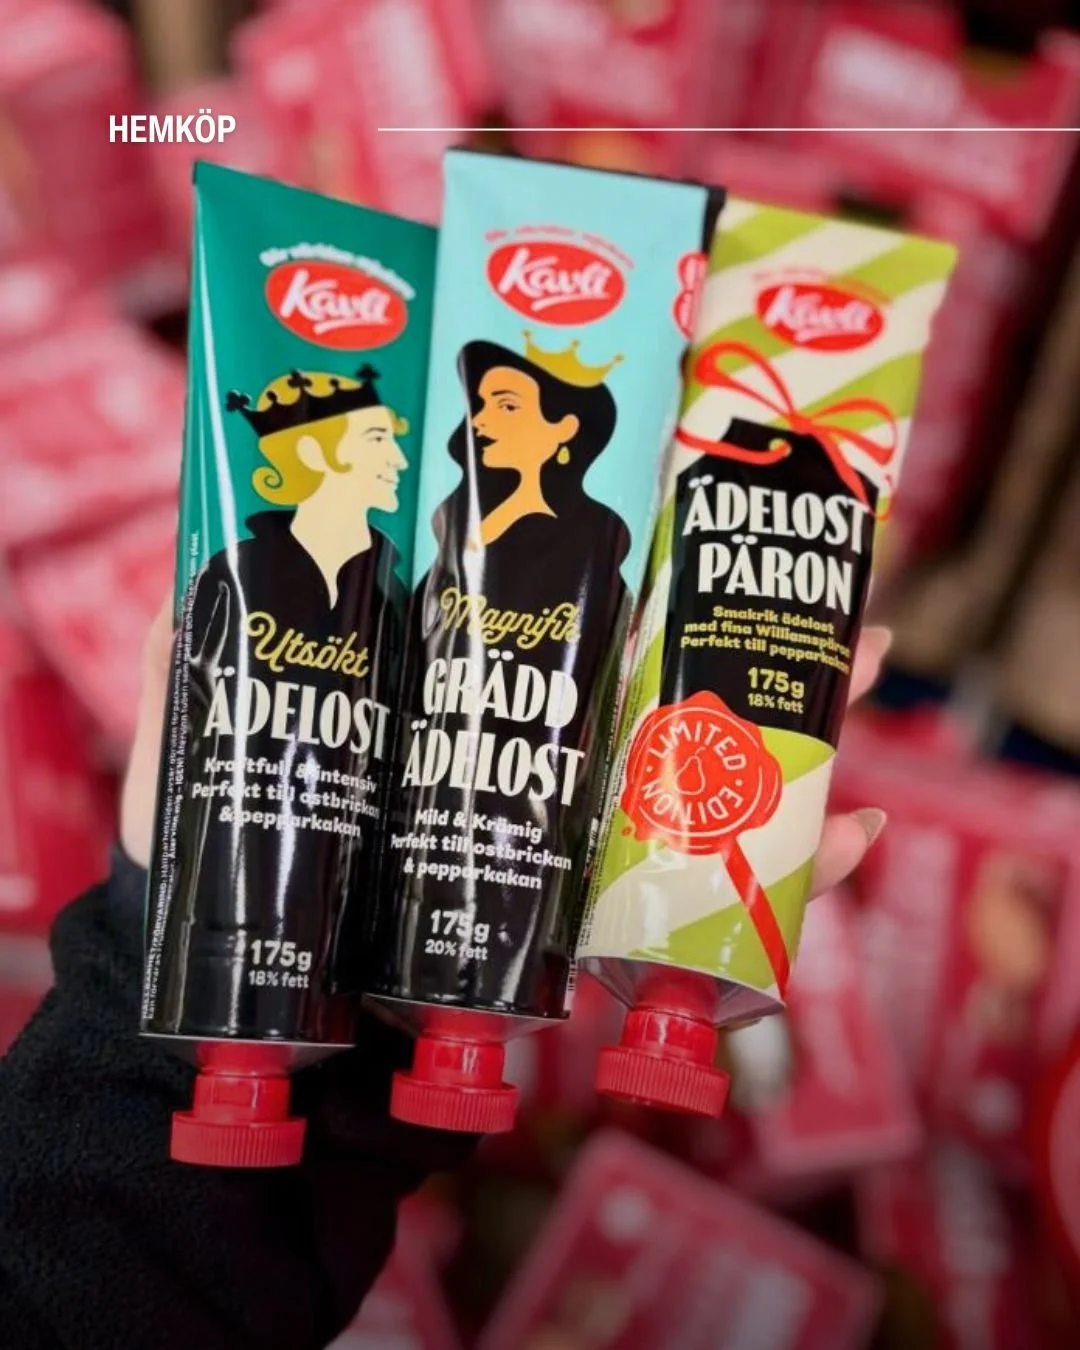 HEMKÖP
Kavli
Utsökt
ÄDELOST
Kraftfull & intensiv
Perfekt till ostbrickan
& pepparkakan
175g
18% fett
Kavli
Magnifik
GRÄDD
ÄDELOST
Mild & Krämig
Perfekt till ostbrickan
& pepparkakan
175g
20% fett
Kavli
ÄDELOST
PÄRON
Smakrik ädelost
med fina Williamspäron
Perfekt till pepparkakan
175g
18% fett
LIMITED
EDITION